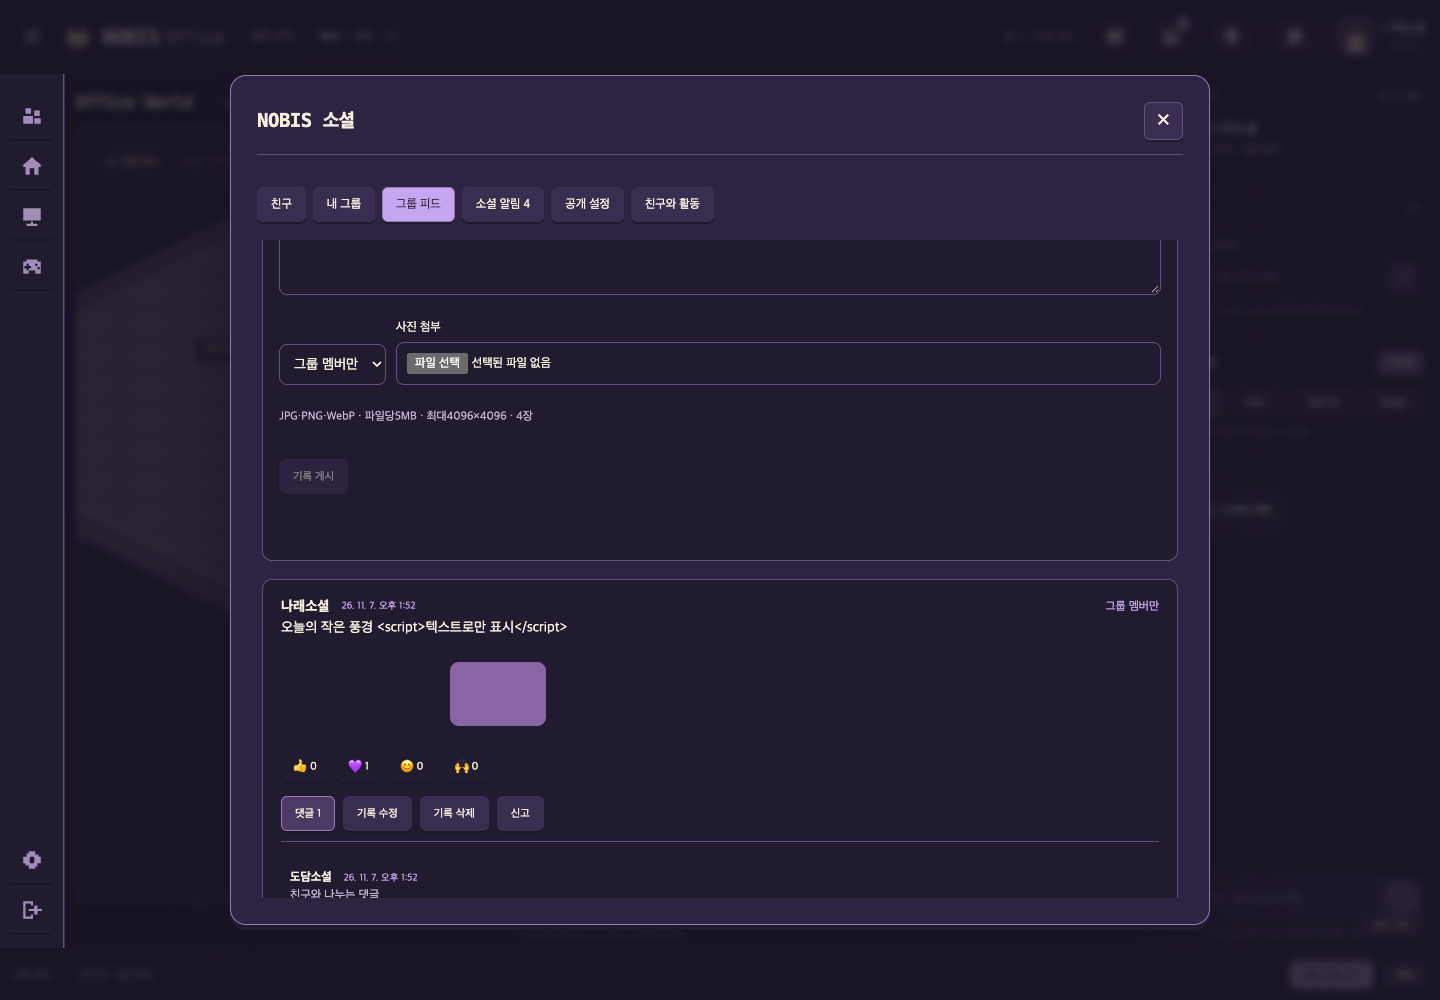 NOBIS Office
Office World
NOBIS 소셜
친구
내 그룹
그룹 피드
소셜 알림 4
공개 설정
친구와 활동
사진 첨부
그룹 멤버만
파일 선택 선택된 파일 없음
JPG·PNG·WebP · 파일당5MB · 최대4096×4096 · 4장
기록 게시
나래소셜 26. 11. 7. 오후 1:52
그룹 멤버만
오늘의 작은 풍경 <script>텍스트로만 표시</script>
👍 0 💜 1 😊 0 🙌 0
댓글 1
기록 수정
기록 삭제
신고
도담소셜 26. 11. 7. 오후 1:52
친구와 나누는 댓글